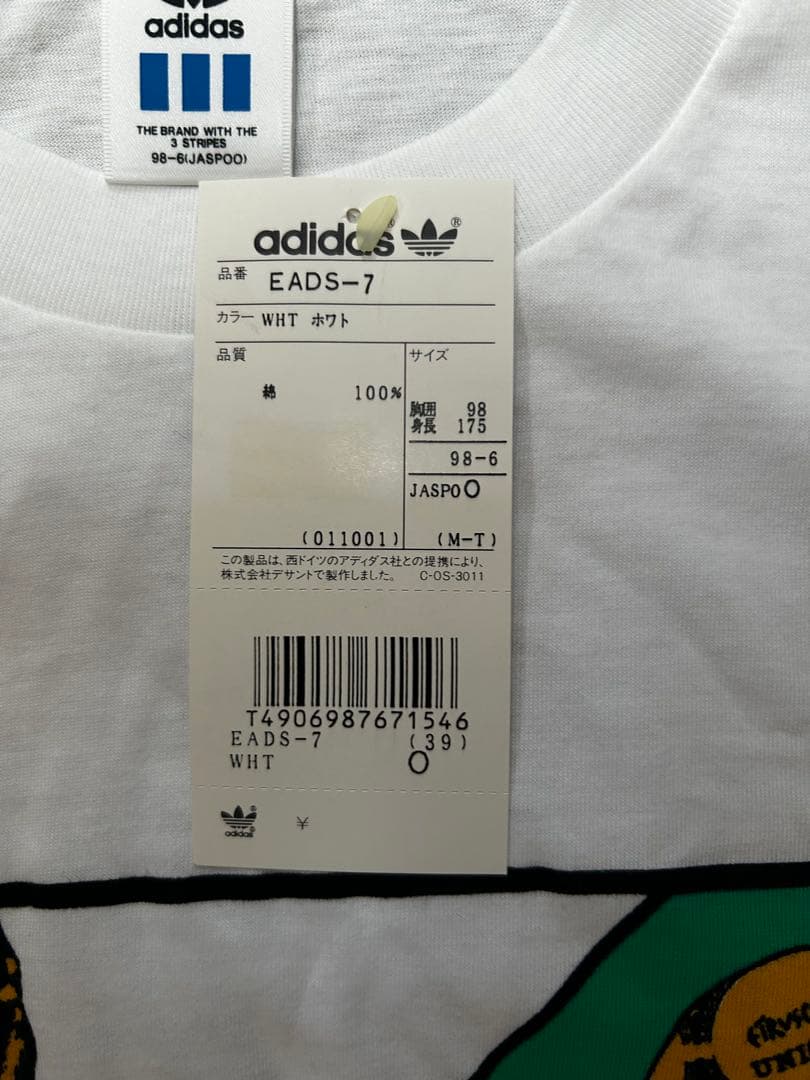 adidas
THE BRAND WITH THE
3 STRIPES
98-6(JASPOO)
adidas ®
品番 EADS-7
カラー WHT ホワト
品質 サイズ
綿 100%
胸囲 98
身長 175
98-6
JASPO O
(011001) (M-T)
この製品は、西ドイツのアディダス社との提携により、
株式会社デサントで製作しました。 C-OS-3011
T4906987671546
EADS-7 (39)
WHT O
adidas® ¥
UNI